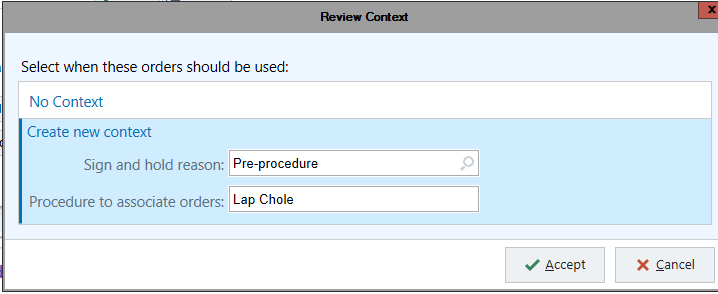 Review Context
x
Select when these orders should be used:
No Context
Create new context
Sign and hold reason: Pre-procedure
Procedure to associate orders: Lap Chole
Accept Cancel